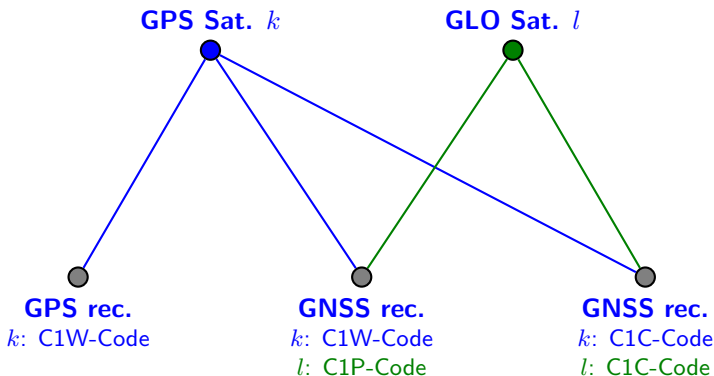 GPS Sat. k
GLO Sat. l
GPS rec.
k: C1W-Code
GNSS rec.
k: C1W-Code
l: C1P-Code
GNSS rec.
k: C1C-Code
l: C1C-Code